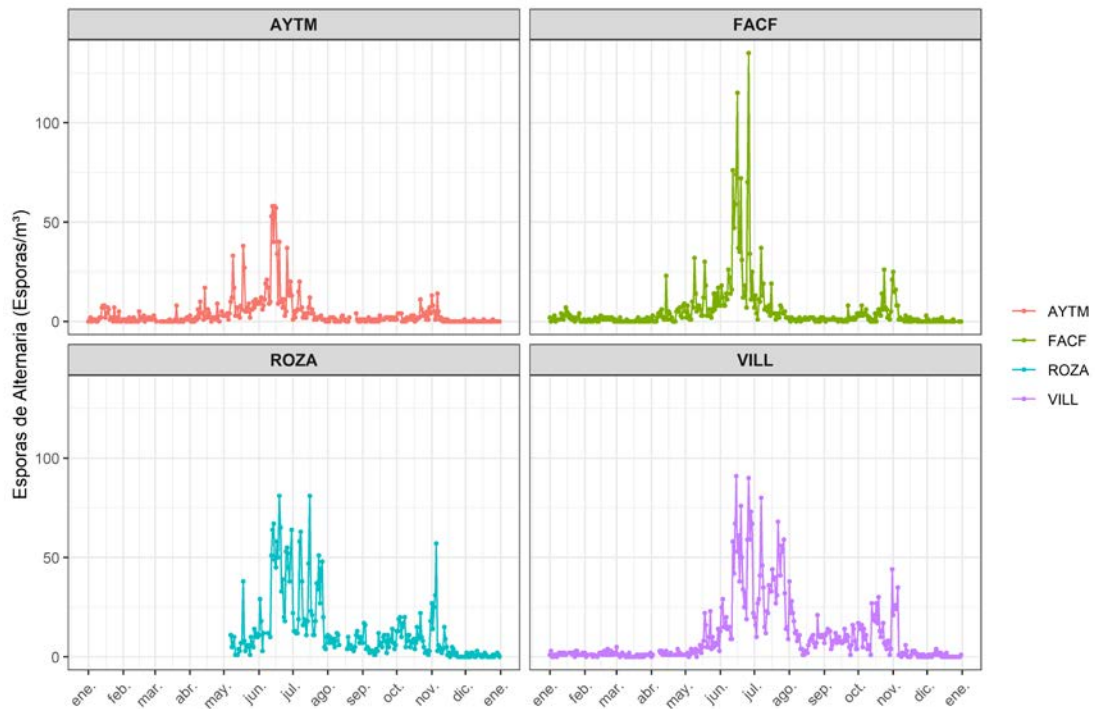 AYTM
FACF
100
50
0
ROZA
VILL
100
50
0
Esporas de Alternaria (Esporas/m³)
ene. feb. mar. abr. may. jun. jul. ago. sep. oct. nov. dic. ene.
ene. feb. mar. abr. may. jun. jul. ago. sep. oct. nov. dic. ene.
AYTM
FACF
ROZA
VILL